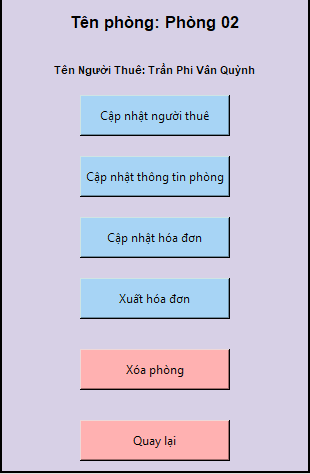 Tên phòng: Phòng 02
Tên Người Thuê: Trần Phi Vân Quỳnh
Cập nhật người thuê
Cập nhật thông tin phòng
Cập nhật hóa đơn
Xuất hóa đơn
Xóa phòng
Quay lại